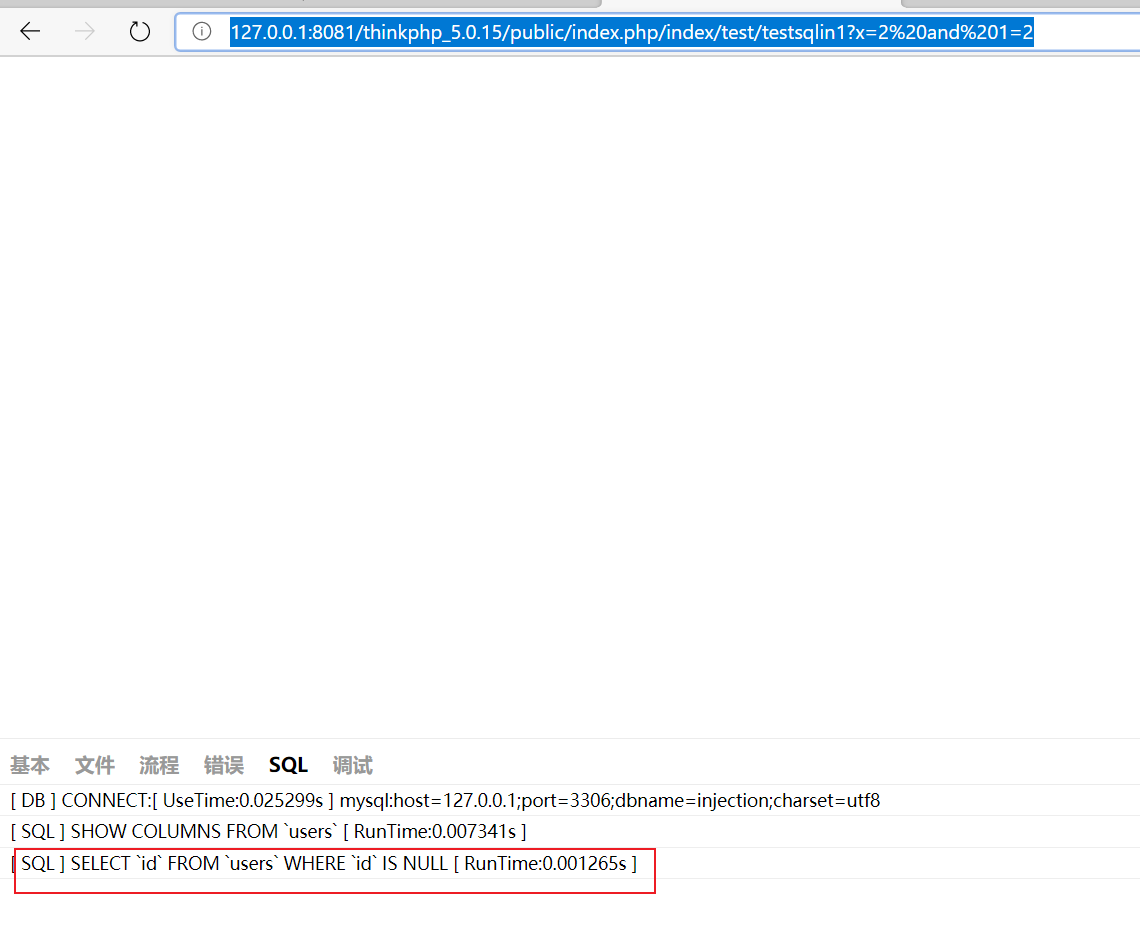 127.0.0.1:8081/thinkphp_5.0.15/public/index.php/index/test/testsqlin1?x=2%20and%201=2
基本 文件 流程 错误 SQL 调试
[ DB ] CONNECT:[ UseTime:0.025299s ] mysql:host=127.0.0.1;port=3306;dbname=injection;charset=utf8
[ SQL ] SHOW COLUMNS FROM `users` [ RunTime:0.007341s ]
[ SQL ] SELECT `id` FROM `users` WHERE `id` IS NULL [ RunTime:0.001265s ]